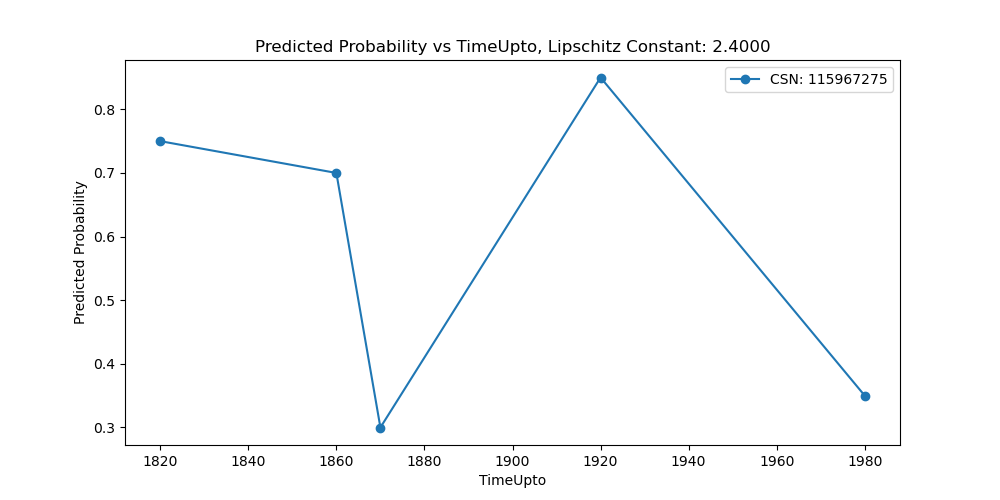 Predicted Probability vs TimeUpto, Lipschitz Constant: 2.4000
CSN: 115967275
Predicted Probability
0.8
0.7
0.6
0.5
0.4
0.3
1820 1840 1860 1880 1900 1920 1940 1960 1980
TimeUpto